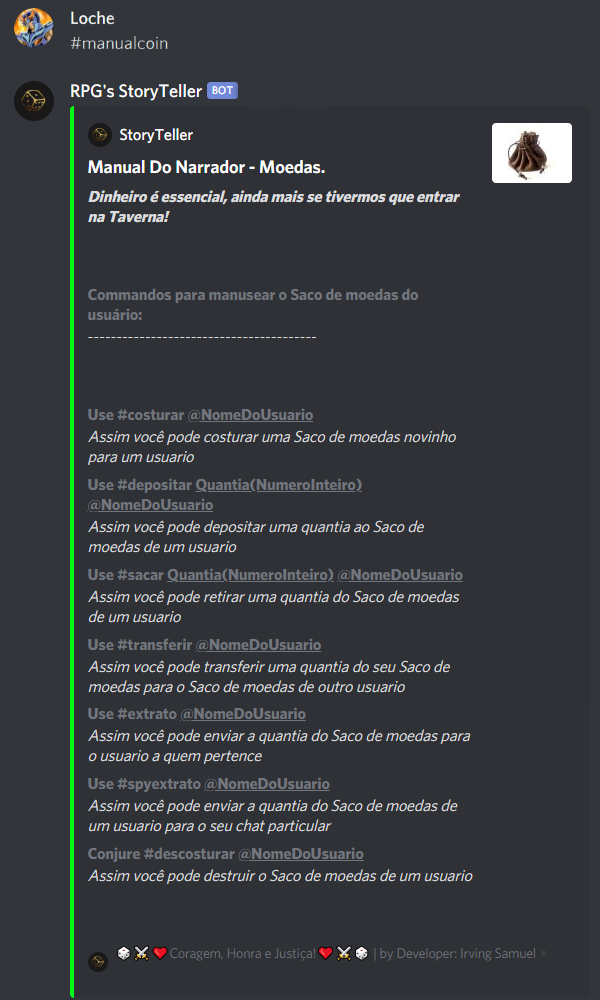 Loche
#manualcoin
RPG's StoryTeller BOT
StoryTeller
Manual Do Narrador - Moedas.
Dinheiro é essencial, ainda mais se tivermos que entrar
na Taverna!
Commandos para manusear o Saco de moedas do
usuário:
----------------------------------------
Use #costurar @NomeDoUsuario
Assim você pode costurar uma Saco de moedas novinho
para um usuario
Use #depositar Quantia(NumeroInteiro)
@NomeDoUsuario
Assim você pode depositar uma quantia ao Saco de
moedas de um usuario
Use #sacar Quantia(NumeroInteiro) @NomeDoUsuario
Assim você pode retirar uma quantia do Saco de moedas
de um usuario
Use #transferir @NomeDoUsuario
Assim você pode transferir uma quantia do seu Saco de
moedas para o Saco de moedas de outro usuario
Use #extrato @NomeDoUsuario
Assim você pode enviar a quantia do Saco de moedas para
o usuario a quem pertence
Use #spyextrato @NomeDoUsuario
Assim você pode enviar a quantia do Saco de moedas de
um usuario para o seu chat particular
Conjure #descosturar @NomeDoUsuario
Assim você pode destruir o Saco de moedas de um usuario
🎲⚔️❤️Coragem, Honra e Justiça!❤️⚔️🎲 | by Developer: Irving Samuel •